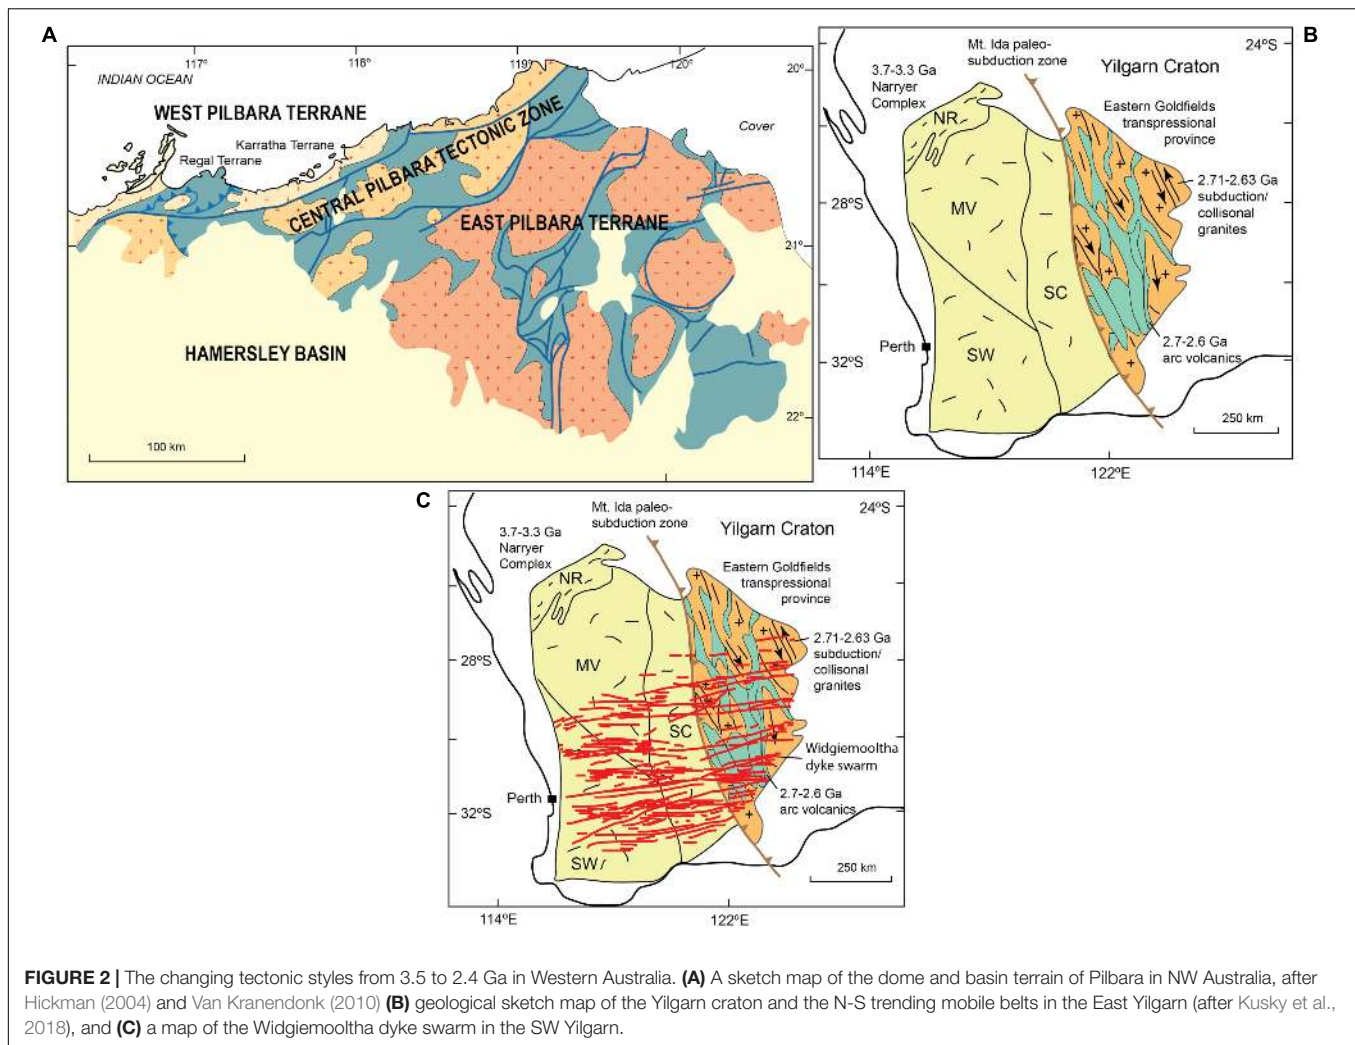 A
117°
118°
119°
120°
INDIAN OCEAN
20°
WEST PILBARA TERRANE
Karratha Terrane
Regal Terrane
CENTRAL PILBARA TECTONIC ZONE
Cover
EAST PILBARA TERRANE
21°
HAMERSLEY BASIN
22°
100 km
B
24°S
Mt. Ida paleo-
subduction zone
Yilgarn Craton
3.7-3.3 Ga
Narryer
Complex
NR
Eastern Goldfields
transpressional
province
2.71-2.63 Ga
subduction/
collisonal
granites
28°S
MV
SC
Perth
SW
32°S
2.7-2.6 Ga
arc volcanics
250 km
114°E
122°E
C
24°S
Mt. Ida paleo-
subduction zone
Yilgarn Craton
3.7-3.3 Ga
Narryer
Complex
NR
Eastern Goldfields
transpressional
province
2.71-2.63 Ga
subduction/
collisonal
granites
28°S
MV
SC
Widgiemooltha
dyke swarm
Perth
2.7-2.6 Ga
arc volcanics
32°S
SW
250 km
114°E
122°E
FIGURE 2 | The changing tectonic styles from 3.5 to 2.4 Ga in Western Australia. (A) A sketch map of the dome and basin terrain of Pilbara in NW Australia, after
Hickman (2004) and Van Kranendonk (2010) (B) geological sketch map of the Yilgarn craton and the N-S trending mobile belts in the East Yilgarn (after Kusky et al.,
2018), and (C) a map of the Widgiemooltha dyke swarm in the SW Yilgarn.